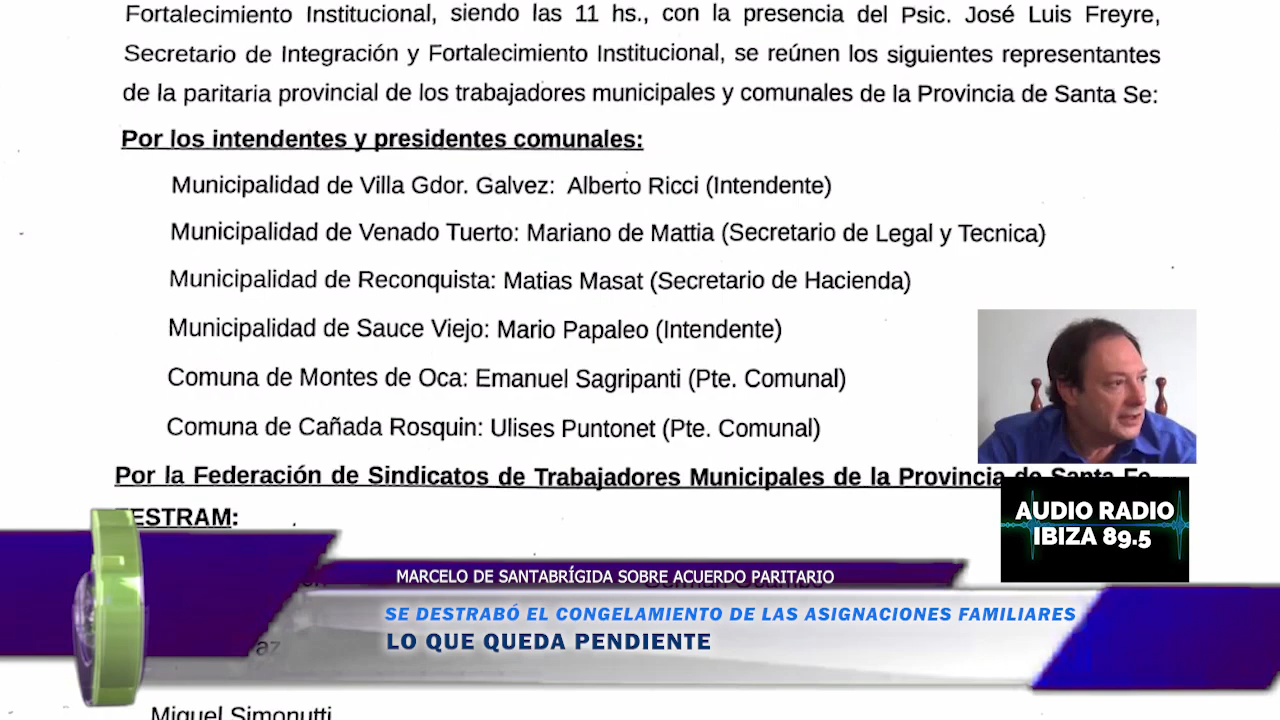 Fortalecimiento Institucional, siendo las 11 hs., con la presencia del Psic. José Luis Freyre,
Secretario de Integración y Fortalecimiento Institucional, se reúnen los siguientes representantes
de la paritaria provincial de los trabajadores municipales y comunales de la Provincia de Santa Se:
Por los intendentes y presidentes comunales:
Municipalidad de Villa Gdor. Galvez: Alberto Ricci (Intendente)
Municipalidad de Venado Tuerto: Mariano de Mattia (Secretario de Legal y Tecnica)
Municipalidad de Reconquista: Matias Masat (Secretario de Hacienda)
Municipalidad de Sauce Viejo: Mario Papaleo (Intendente)
Comuna de Montes de Oca: Emanuel Sagripanti (Pte. Comunal)
Comuna de Cañada Rosquin: Ulises Puntonet (Pte. Comunal)
Por la Federación de Sindicatos de Trabajadores Municipales de la Provincia de Santa Fe
FESTRAM:
AUDIO RADIO
IBIZA 89.5
MARCELO DE SANTABRÍGIDA SOBRE ACUERDO PARITARIO
SE DESTRABÓ EL CONGELAMIENTO DE LAS ASIGNACIONES FAMILIARES
LO QUE QUEDA PENDIENTE
Miguel Simonutti